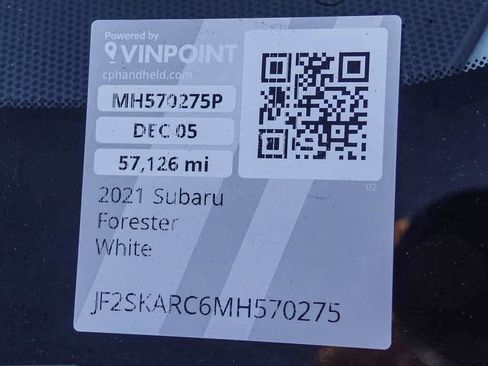 Powered by
VINPOINT
cphandheld.com
MH570275P
DEC 05
57,126 mi
02
2021 Subaru
Forester
White
JF2SKARC6MH570275